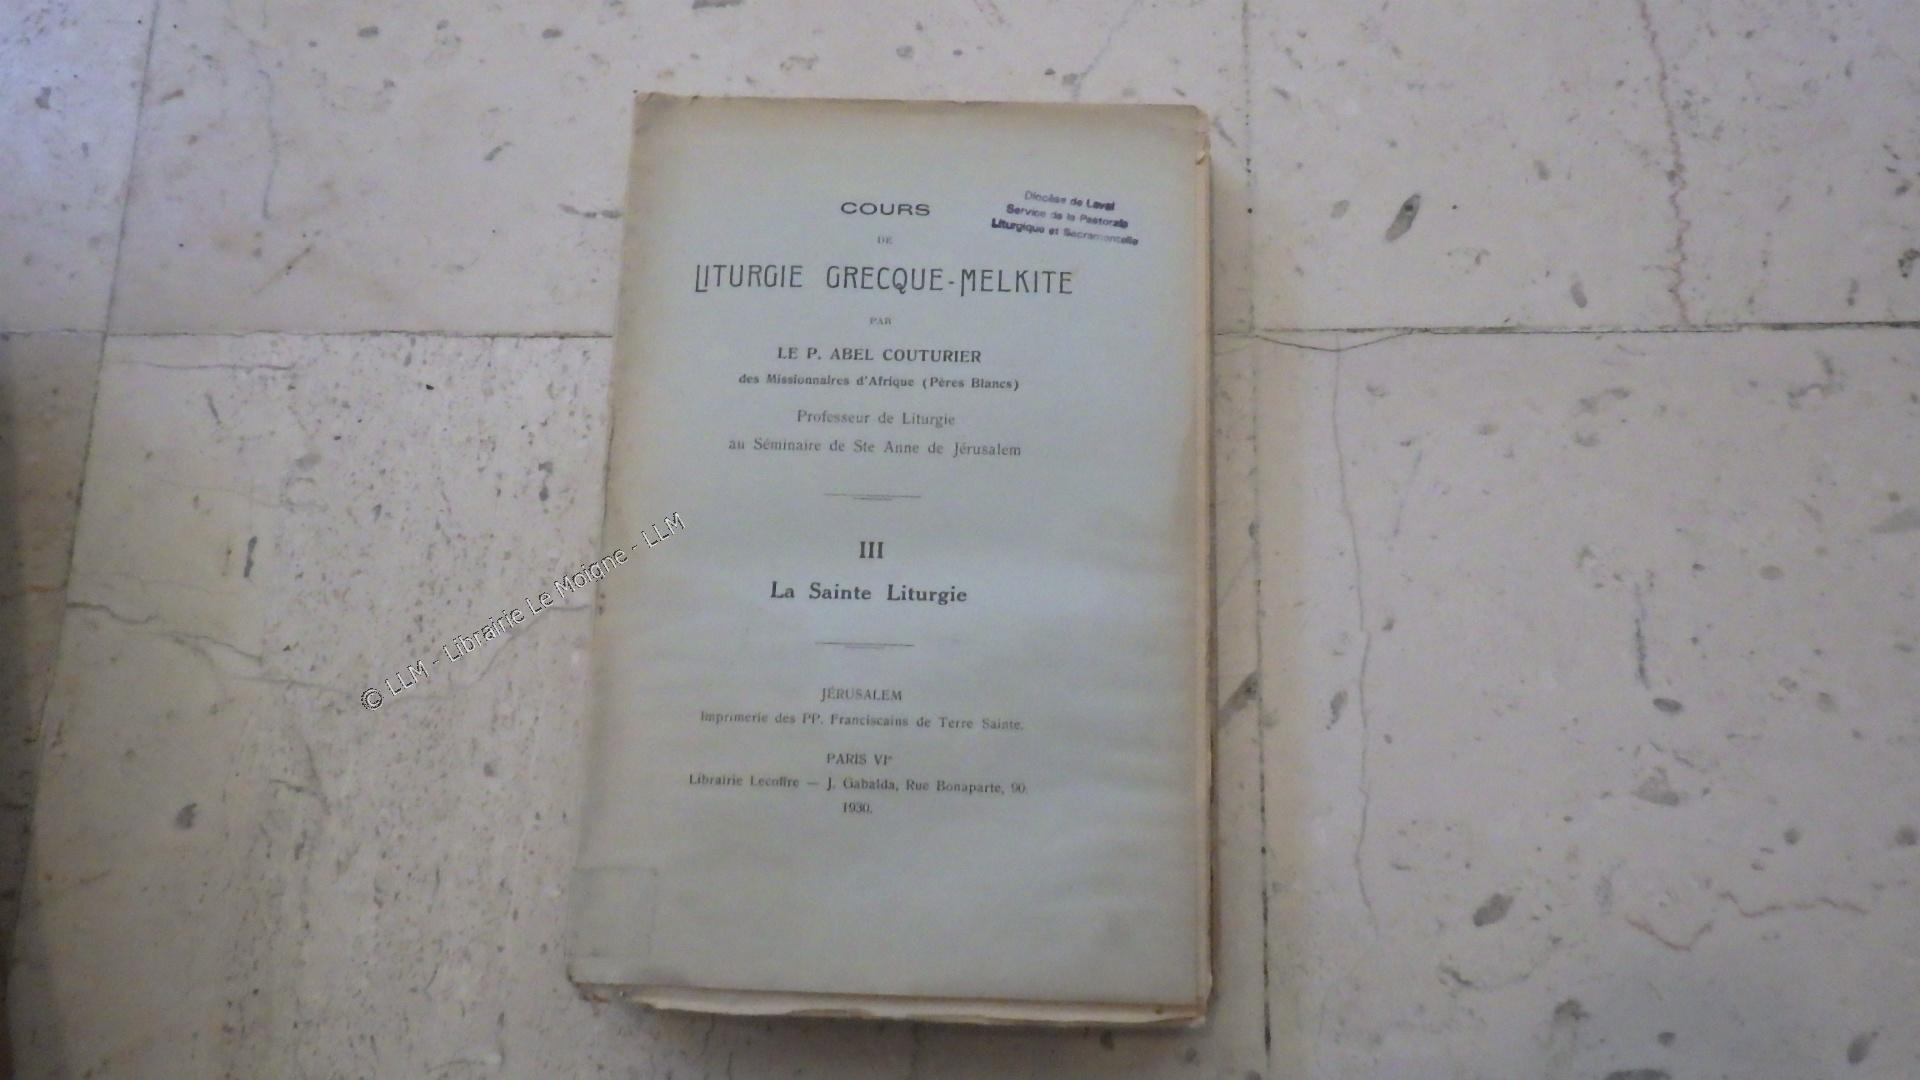 COURS
DE
LITURGIE GRECQUE-MELKITE
PAR
LE P. ABEL COUTURIER
des Missionnaires d'Afrique (Pères Blancs)
Professeur de Liturgie
au Séminaire de Ste Anne de Jérusalem
III
La Sainte Liturgie
JÉRUSALEM
Imprimerie des PP. Franciscains de Terre Sainte.
PARIS VIe
Librairie Lecoffre — J. Gabalda, Rue Bonaparte, 90.
1930.
Diocèse de Laval
Service de la Pastorale
Liturgique et Sacramentelle
© LLM - Librairie Le Moigne - LLM